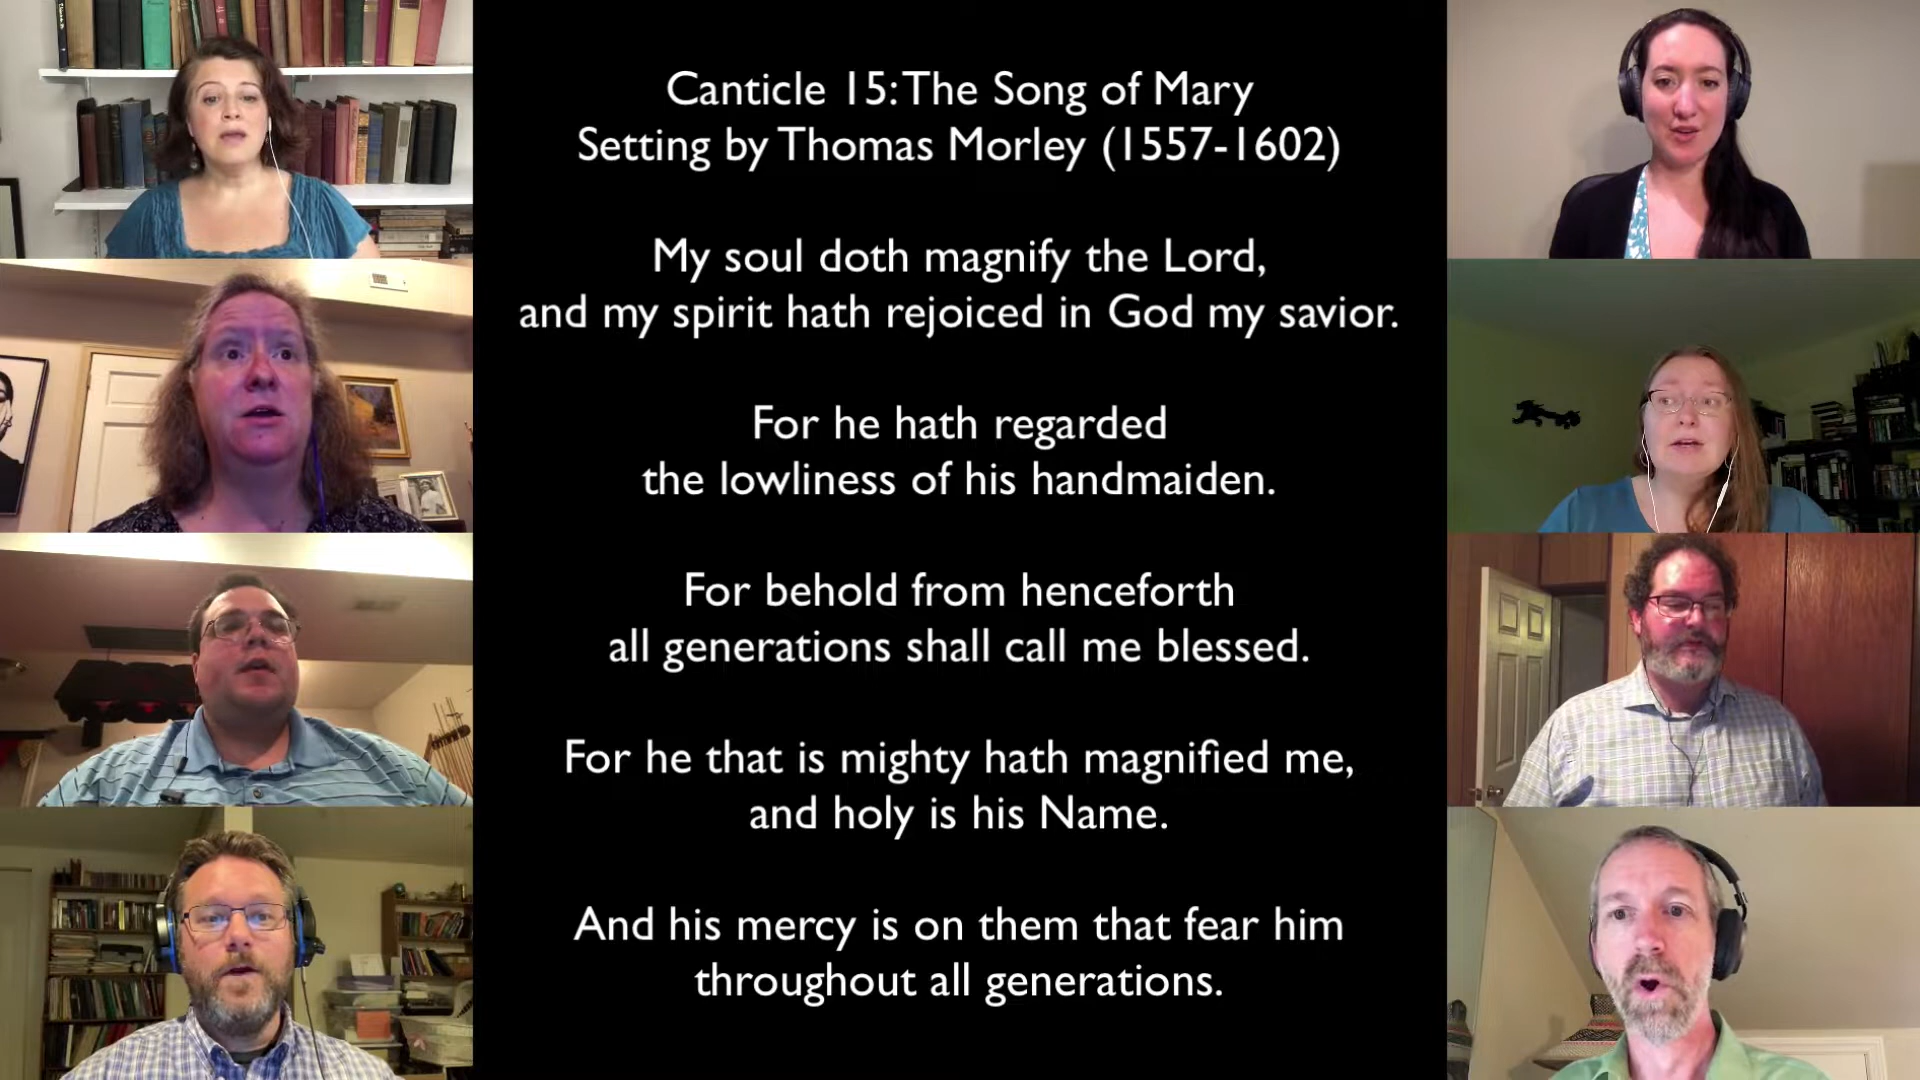 Canticle 15: The Song of Mary
Setting by Thomas Morley (1557-1602)
My soul doth magnify the Lord,
and my spirit hath rejoiced in God my savior.
For he hath regarded
the lowliness of his handmaiden.
For behold from henceforth
all generations shall call me blessed.
For he that is mighty hath magnified me,
and holy is his Name.
And his mercy is on them that fear him
throughout all generations.